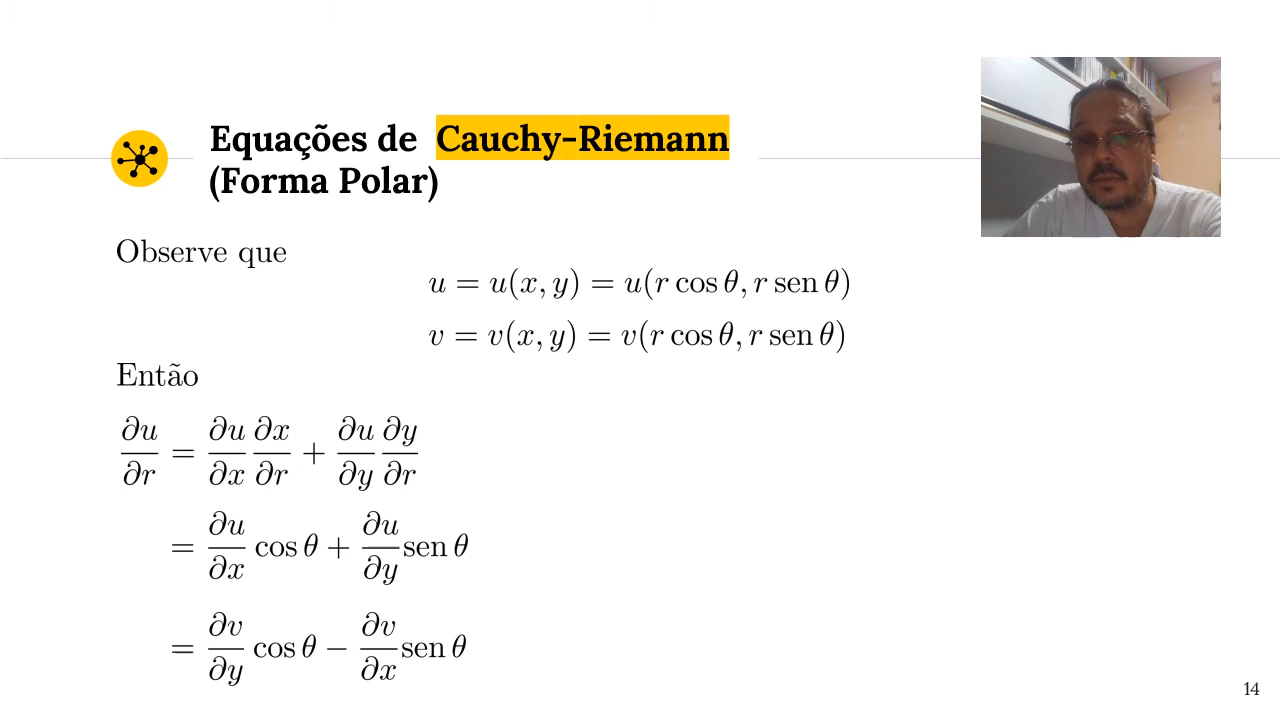 Equações de Cauchy-Riemann
(Forma Polar)
Observe que
u = u(x, y) = u(r cos θ, r sen θ)
v = v(x, y) = v(r cos θ, r sen θ)
Então
∂u/∂r = ∂u/∂x ∂x/∂r + ∂u/∂y ∂y/∂r
= ∂u/∂x cos θ + ∂u/∂y sen θ
= ∂v/∂y cos θ − ∂v/∂x sen θ
14